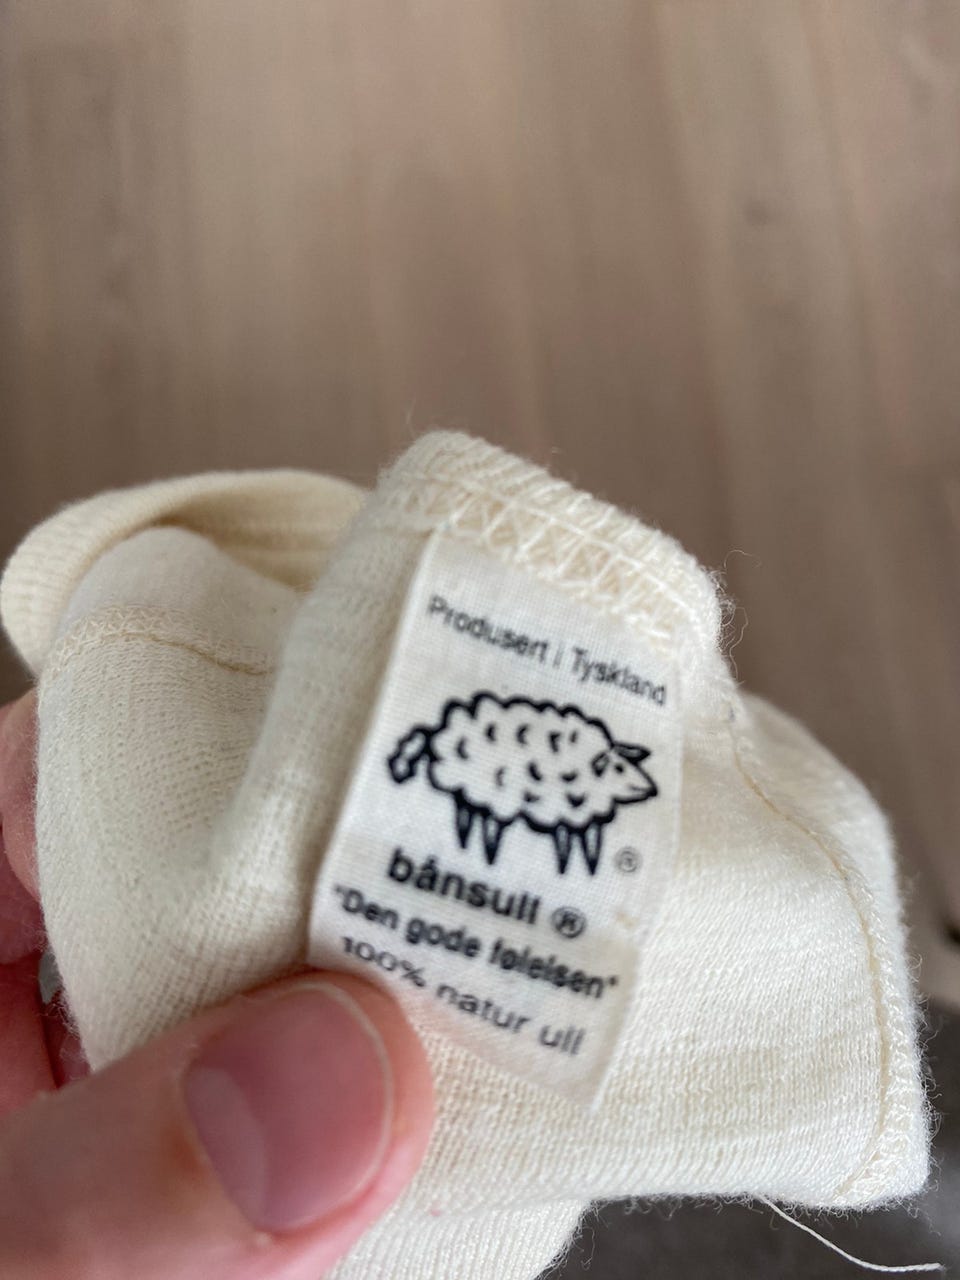 Produsert i Tyskland
®
bånsull ®
"Den gode følelsen"
100% natur ull